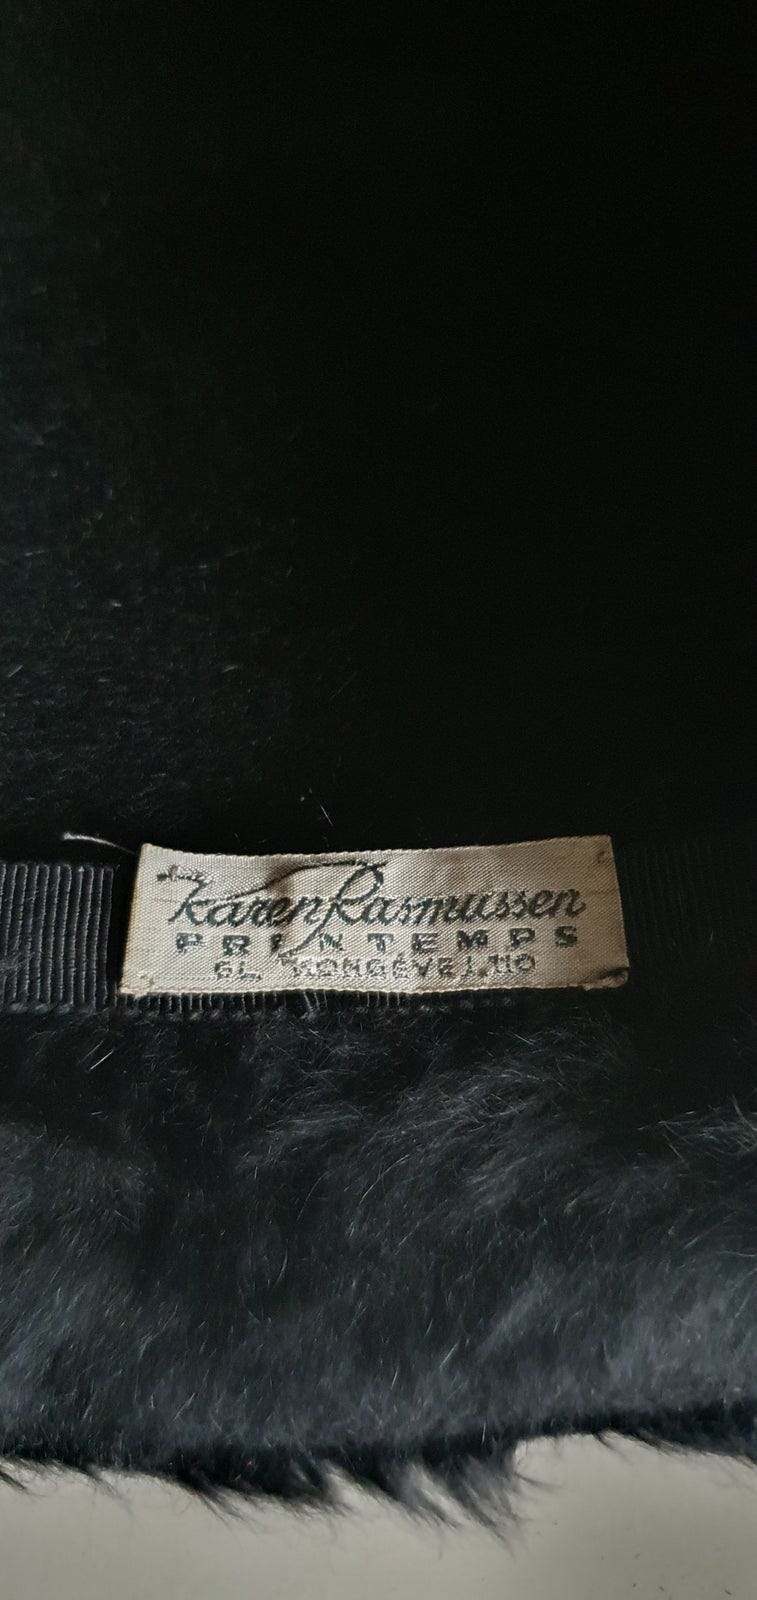 Karen Rasmussen
PRINTEMPS
GL. KONGEVEJ 110